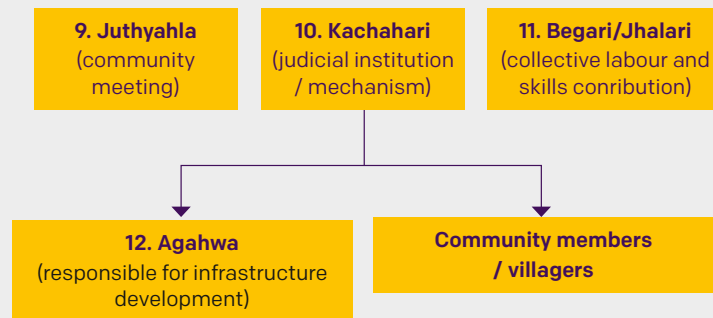 9. Juthyahla
(community
meeting)
10. Kachahari
(judicial institution
/ mechanism)
11. Begari/Jhalari
(collective labour and
skills conribution)
12. Agahwa
(responsible for infrastructure
development)
Community members
/ villagers